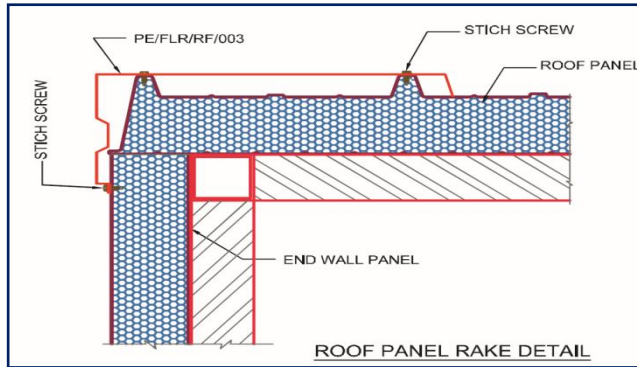 PE/FLR/RF/003
STICH SCREW
ROOF PANEL
STICH SCREW
END WALL PANEL
ROOF PANEL RAKE DETAIL